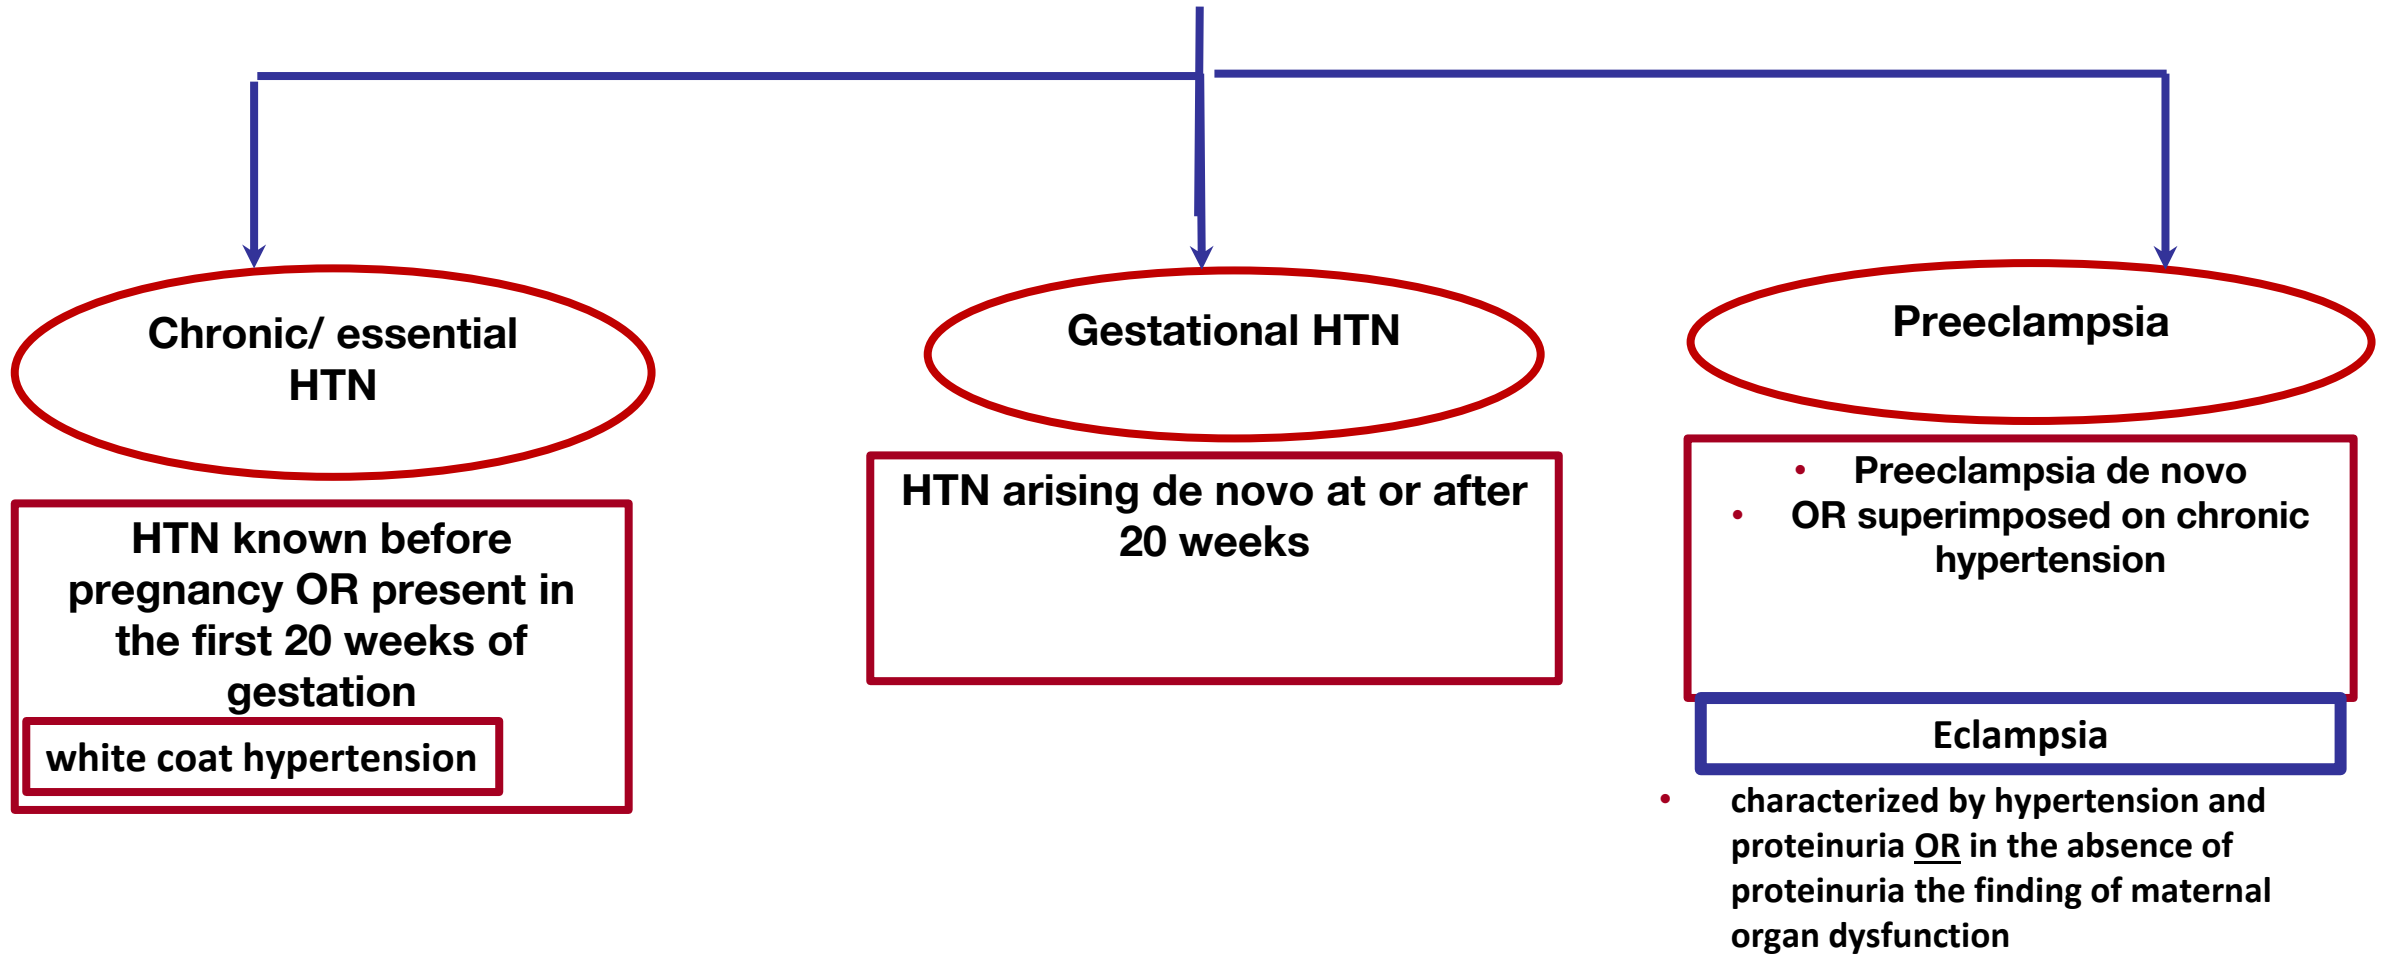 Chronic/ essential
HTN
HTN known before
pregnancy OR present in
the first 20 weeks of
gestation
white coat hypertension
Gestational HTN
HTN arising de novo at or after
20 weeks
Preeclampsia
• Preeclampsia de novo
• OR superimposed on chronic
hypertension
Eclampsia
• characterized by hypertension and
proteinuria OR in the absence of
proteinuria the finding of maternal
organ dysfunction